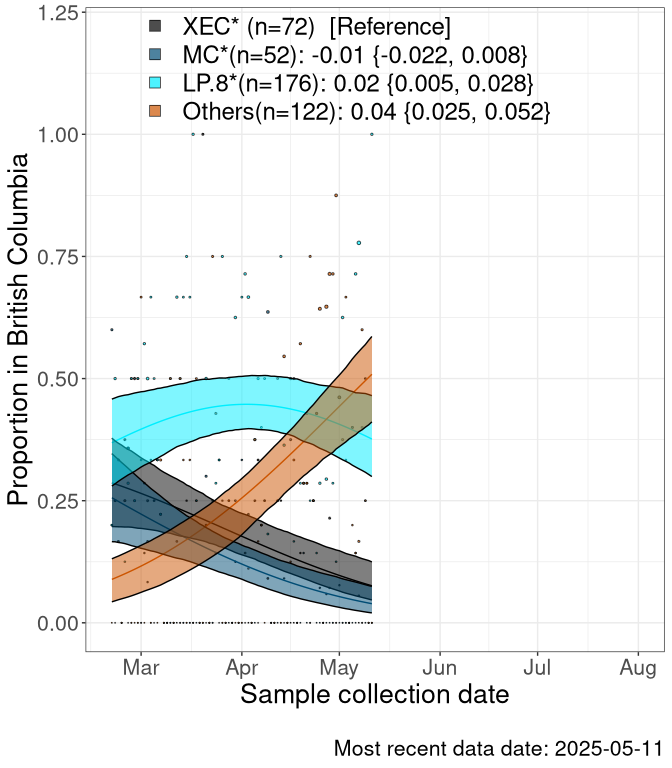 XEC* (n=72) [Reference]
MC*(n=52): -0.01 {-0.022, 0.008}
LP.8*(n=176): 0.02 {0.005, 0.028}
Others(n=122): 0.04 {0.025, 0.052}
1.25
1.00
0.75
0.50
0.25
0.00
Proportion in British Columbia
Mar Apr May Jun Jul Aug
Sample collection date
Most recent data date: 2025-05-11